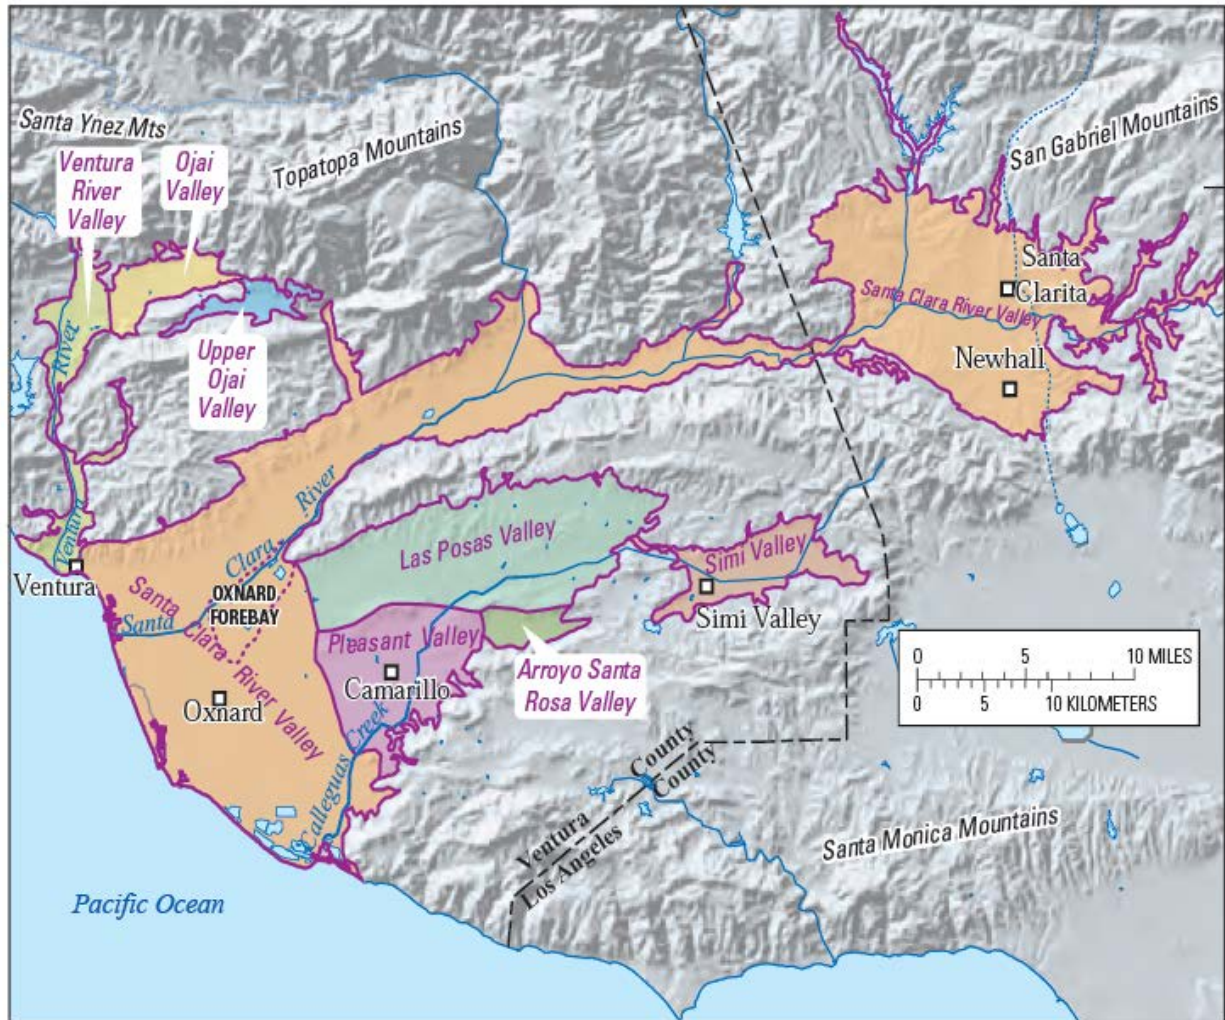 Santa Ynez Mts
Ventura
River
Valley
Ojai
Valley
Topatopa Mountains
San Gabriel Mountains
Santa
Clarita
Santa Clara River Valley
Newhall
River
Upper
Ojai
Valley
River
Clara
Santa
Ventura
Ventura
Las Posas Valley
Simi Valley
Simi Valley
OXNARD
FOREBAY
Santa Clara River Valley
Pleasant Valley
Camarillo
Arroyo Santa
Rosa Valley
Oxnard
Calleguas Creek
0 5 10 MILES
0 5 10 KILOMETERS
Ventura County
Los Angeles County
Santa Monica Mountains
Pacific Ocean